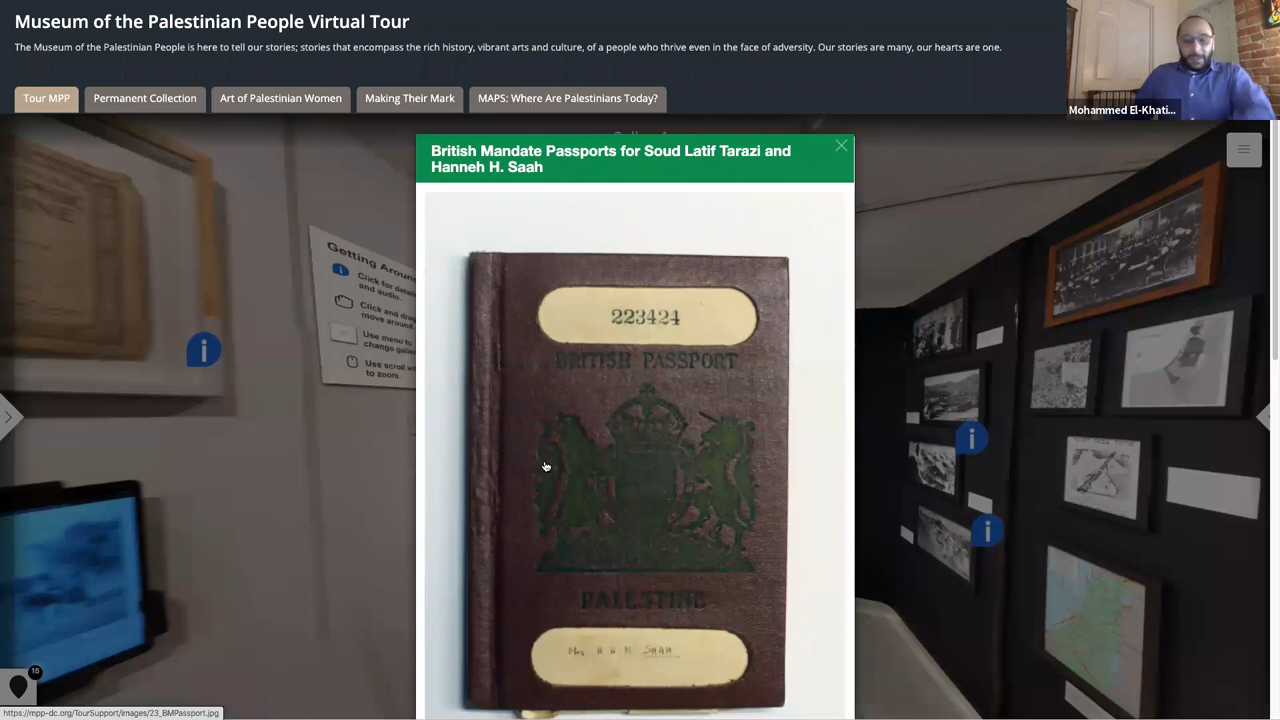 Museum of the Palestinian People Virtual Tour
The Museum of the Palestinian People is here to tell our stories; stories that encompass the rich history, vibrant arts and culture, of a people who thrive even in the face of adversity. Our stories are many, our hearts are one.
Mohammed El-Khati...
Tour MPP
Permanent Collection
Art of Palestinian Women
Making Their Mark
MAPS: Where Are Palestinians Today?
British Mandate Passports for Soud Latif Tarazi and
Hanneh H. Saah
223424
BRITISH PASSPORT
PALESTINE
Saah
Getting Aroun
Click for detai
and audio.
Click and drag
move around.
Use menu to
change galle
Use scroll w
to zoom.
16
https://mpp-dc.org/TourSupport/images/23_BMPassport.jpg